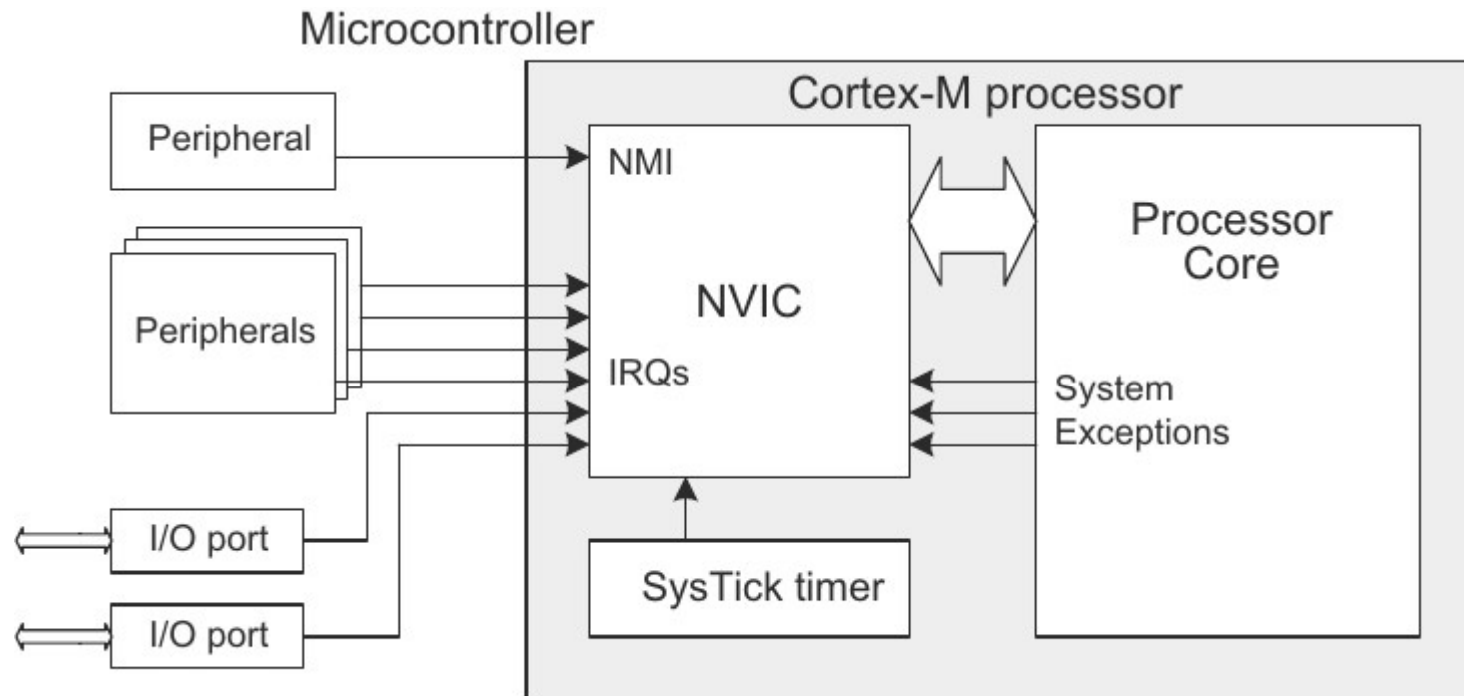 Microcontroller
Cortex-M processor
Peripheral
NMI
Processor
Core
NVIC
Peripherals
IRQs
System
Exceptions
I/O port
SysTick timer
I/O port